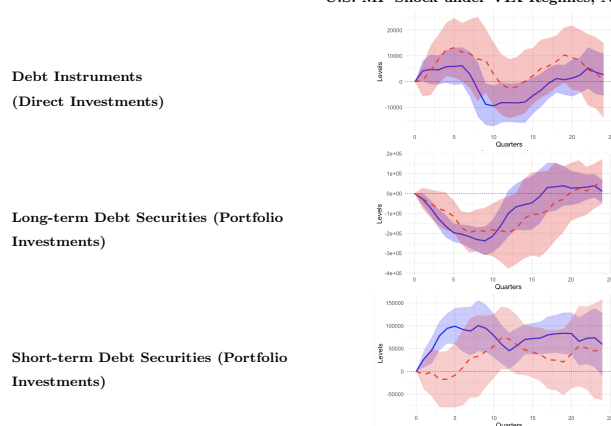 U.S. MP Shock under VIX Regimes,
Debt Instruments
(Direct Investments)
Levels
20000
10000
0
-10000
0 5 10 15 20 25
Quarters
Long-term Debt Securities (Portfolio
Investments)
Levels
2e+05
1e+05
0e+00
-1e+05
-2e+05
-3e+05
-4e+05
0 5 10 15 20 25
Quarters
Short-term Debt Securities (Portfolio
Investments)
Levels
150000
100000
50000
0
-50000
0 5 10 15 20 25
Quarters